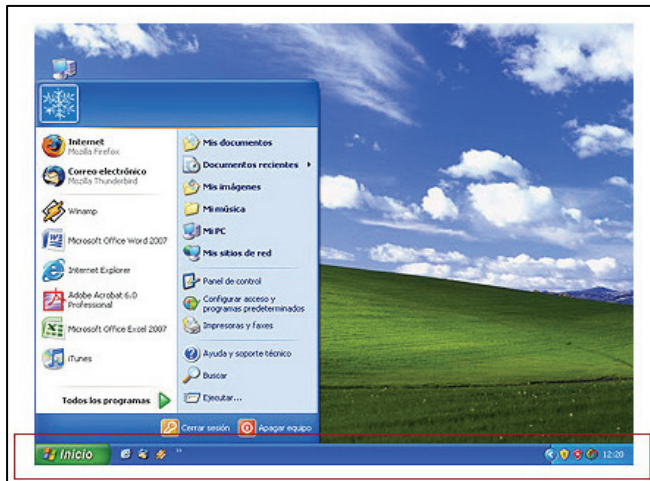 Internet
Mozilla Firefox
Correo electrónico
Mozilla Thunderbird
Winamp
Microsoft Office Word 2007
Internet Explorer
Adobe Acrobat 6.0
Professional
Microsoft Office Excel 2007
iTunes
Todos los programas
Mis documentos
Documentos recientes
Mis imágenes
Mi música
Mi PC
Mis sitios de red
Panel de control
Configurar acceso y
programas predeterminados
Impresoras y faxes
Ayuda y soporte técnico
Buscar
Ejecutar...
Cerrar sesión
Apagar equipo
Inicio
12:20